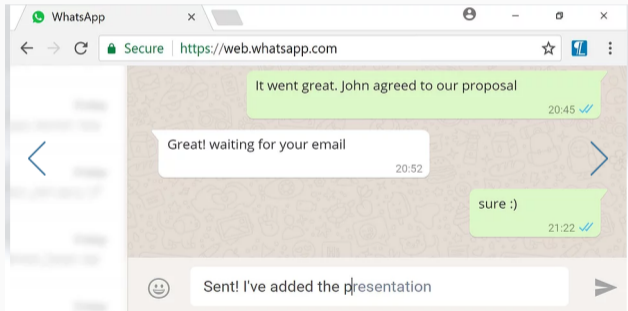 WhatsApp
Secure
https://web.whatsapp.com
It went great. John agreed to our proposal
20:45
Great! waiting for your email
20:52
sure :)
21:22
Sent! I've added the presentation